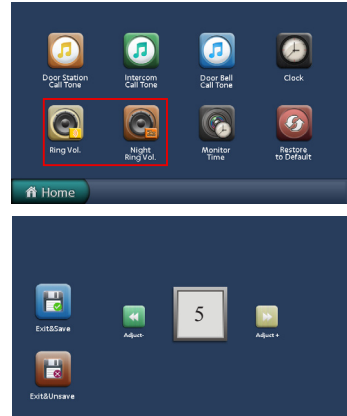 Door Station
Call Tone
Intercom
Call Tone
Door Bell
Call Tone
Clock
Ring Vol.
Night
Ring Vol.
Monitor
Time
Restore
to Default
Home
Exit&Save
Adjust-
5
Adjust +
Exit&Unsave